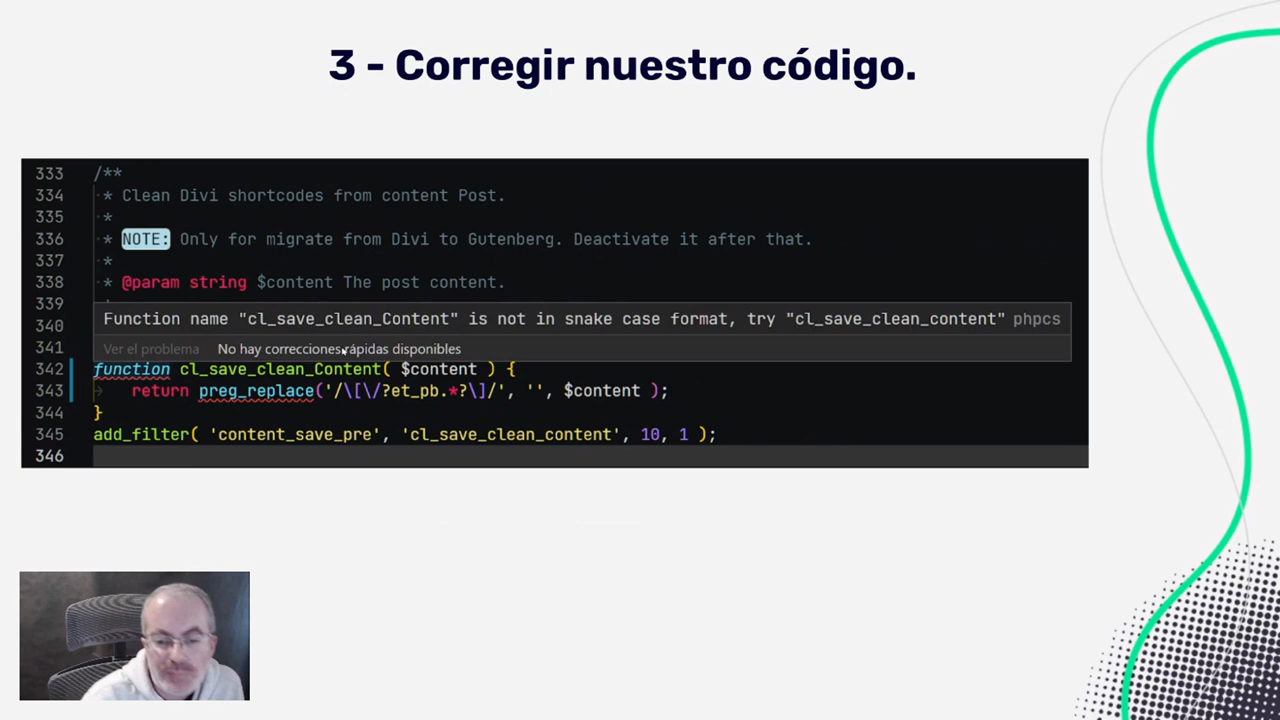 3 - Corregir nuestro código.
333 /**
334 * Clean Divi shortcodes from content Post.
335 *
336 * NOTE: Only for migrate from Divi to Gutenberg. Deactivate it after that.
337 *
338 * @param string $content The post content.
339
Function name "cl_save_clean_Content" is not in snake case format, try "cl_save_clean_content" phpcs
340
341 Ver el problema No hay correcciones rápidas disponibles
342 function cl_save_clean_Content( $content ) {
343 return preg_replace('/\[\/?et_pb.*?\]/', '', $content );
344 }
345 add_filter( 'content_save_pre', 'cl_save_clean_content', 10, 1 );
346